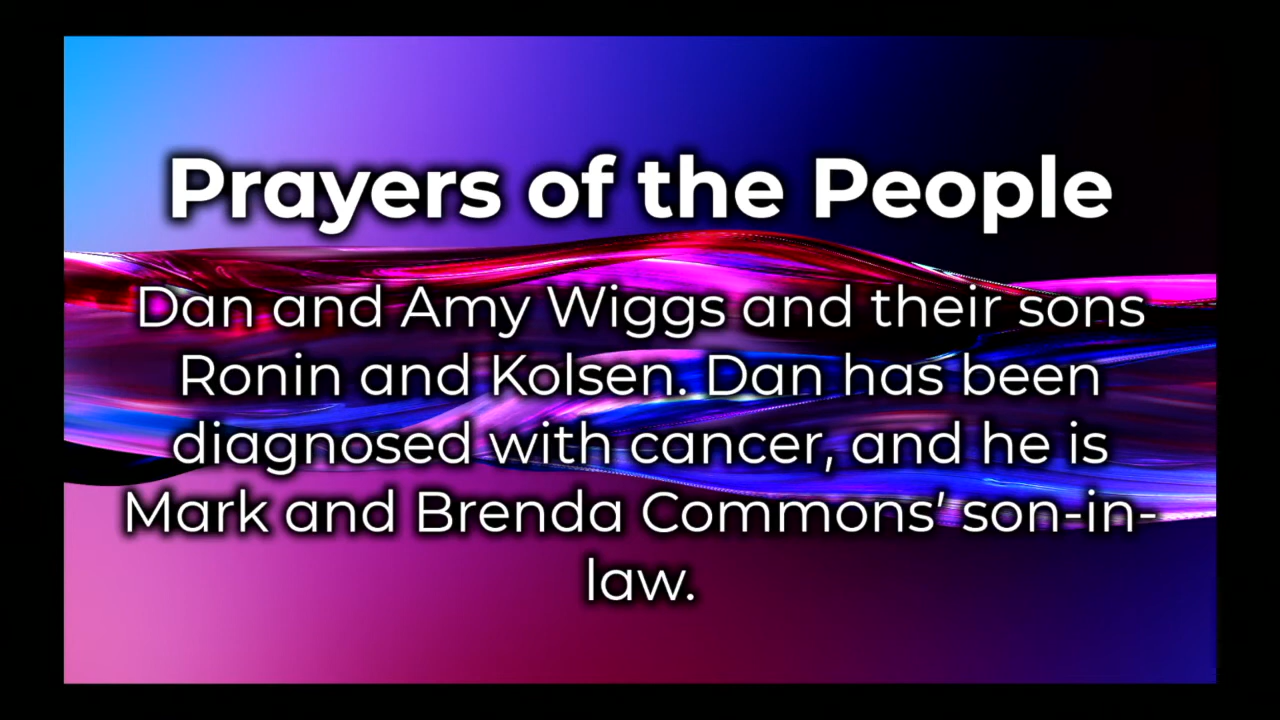 Prayers of the People
Dan and Amy Wiggs and their sons
Ronin and Kolsen. Dan has been
diagnosed with cancer, and he is
Mark and Brenda Commons’ son-in-
law.